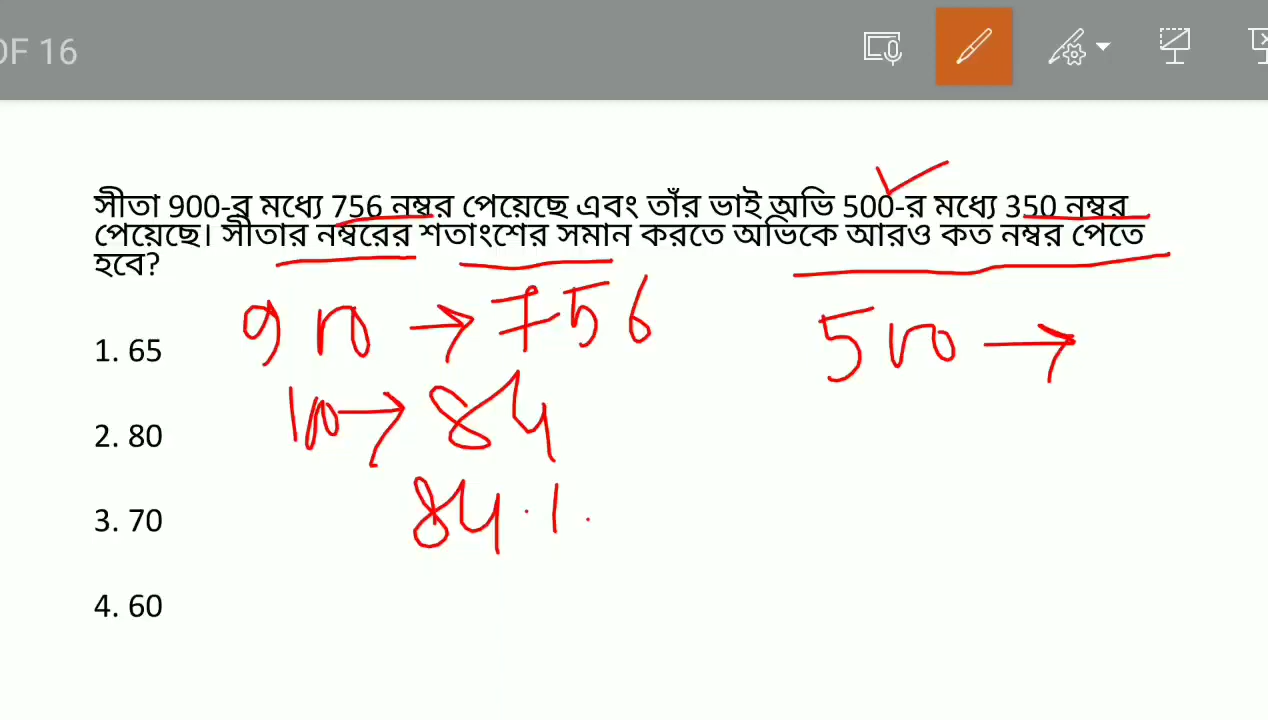 OF 16
সীতা 900-র মধ্যে 756 নম্বর পেয়েছে এবং তাঁর ভাই অভি 500-র মধ্যে 350 নম্বর
পেয়েছে। সীতার নম্বরের শতাংশের সমান করতে অভিকে আরও কত নম্বর পেতে
হবে?
900 → 756
500 →
1. 65
100 → 84
2. 80
84%
3. 70
4. 60